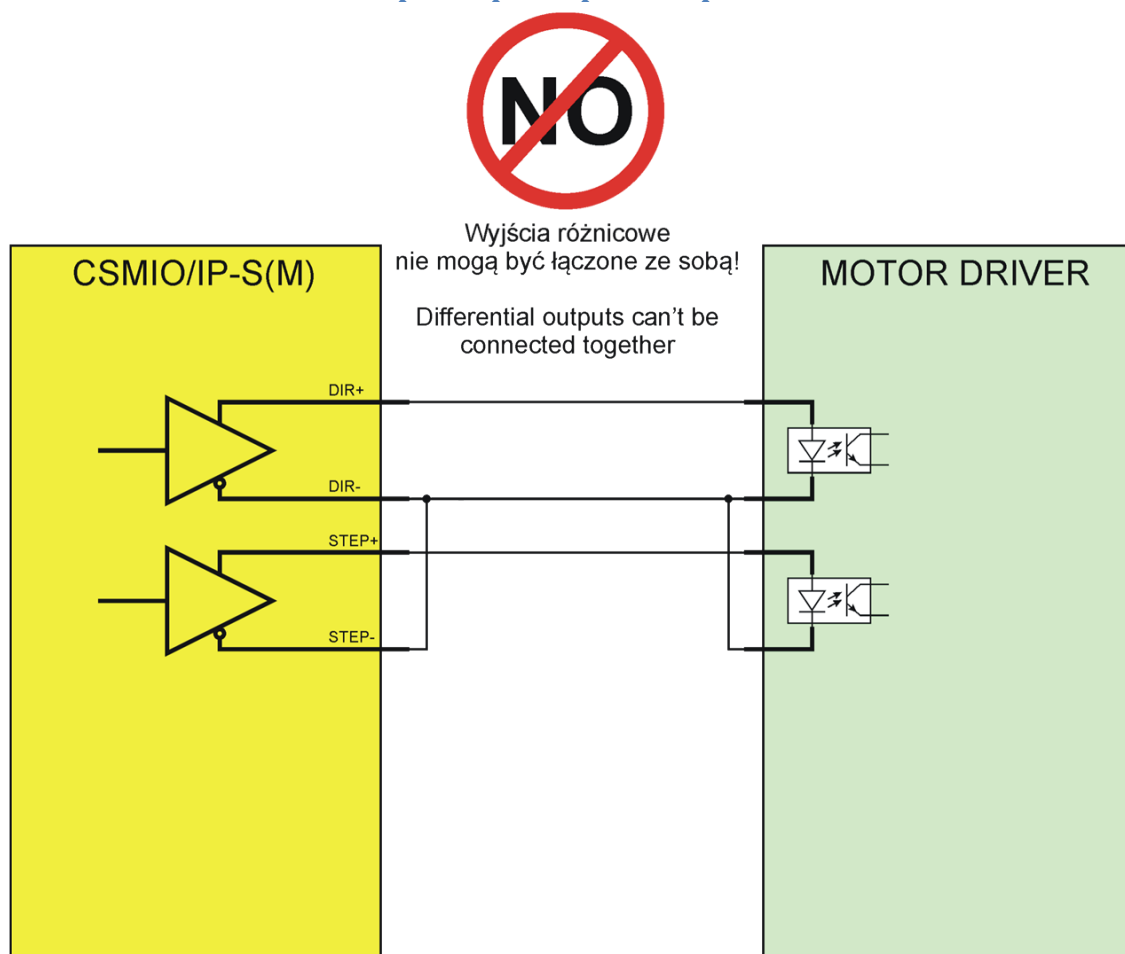 NO
Wyjścia różnicowe
nie mogą być łączone ze sobą!
Differential outputs can't be
connected together
CSMIO/IP-S(M)
MOTOR DRIVER
DIR+
DIR-
STEP+
STEP-